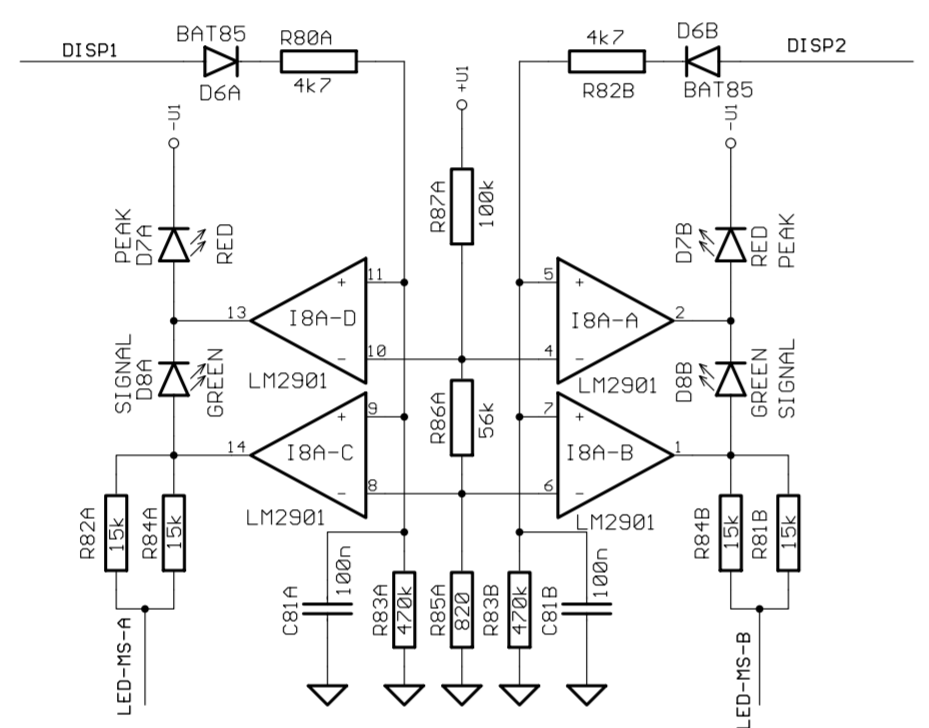 DISP1
BAT85
D6A
R80A
4k7
4k7
R82B
D6B
BAT85
DISP2
-U1
+U1
-U1
R87A
100k
PEAK
D7A
RED
D7B
RED
PEAK
11
+
13
I8A-D
10
-
LM2901
5
+
I8A-A
2
4
-
LM2901
SIGNAL
D8A
GREEN
R86A
56k
D8B
GREEN
SIGNAL
9
+
14
I8A-C
8
-
LM2901
7
+
I8A-B
1
6
-
LM2901
R82A
15k
R84A
15k
C81A
100n
R83A
470k
R85A
820
R83B
470k
C81B
100n
R84B
15k
R81B
15k
LED-MS-A
LED-MS-B